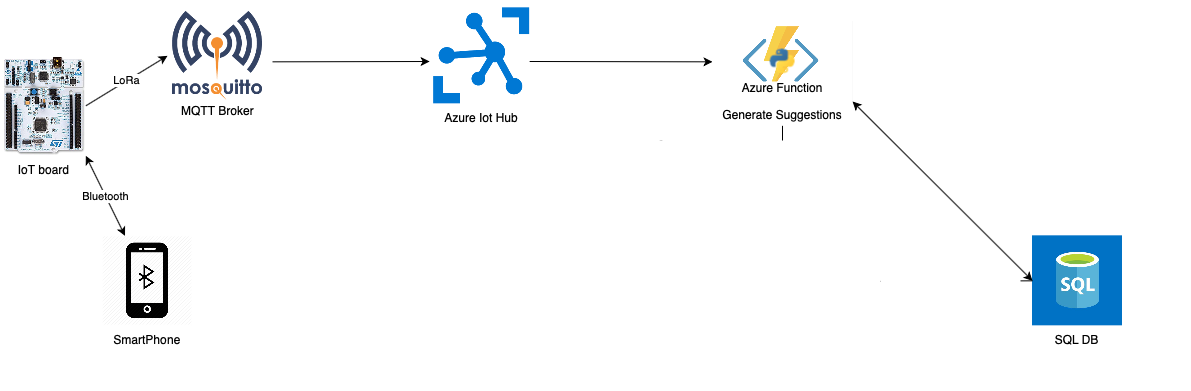 mosquitto
MQTT Broker
LoRa
Azure Iot Hub
Azure Function
Generate Suggestions
IoT board
Bluetooth
SmartPhone
SQL
SQL DB